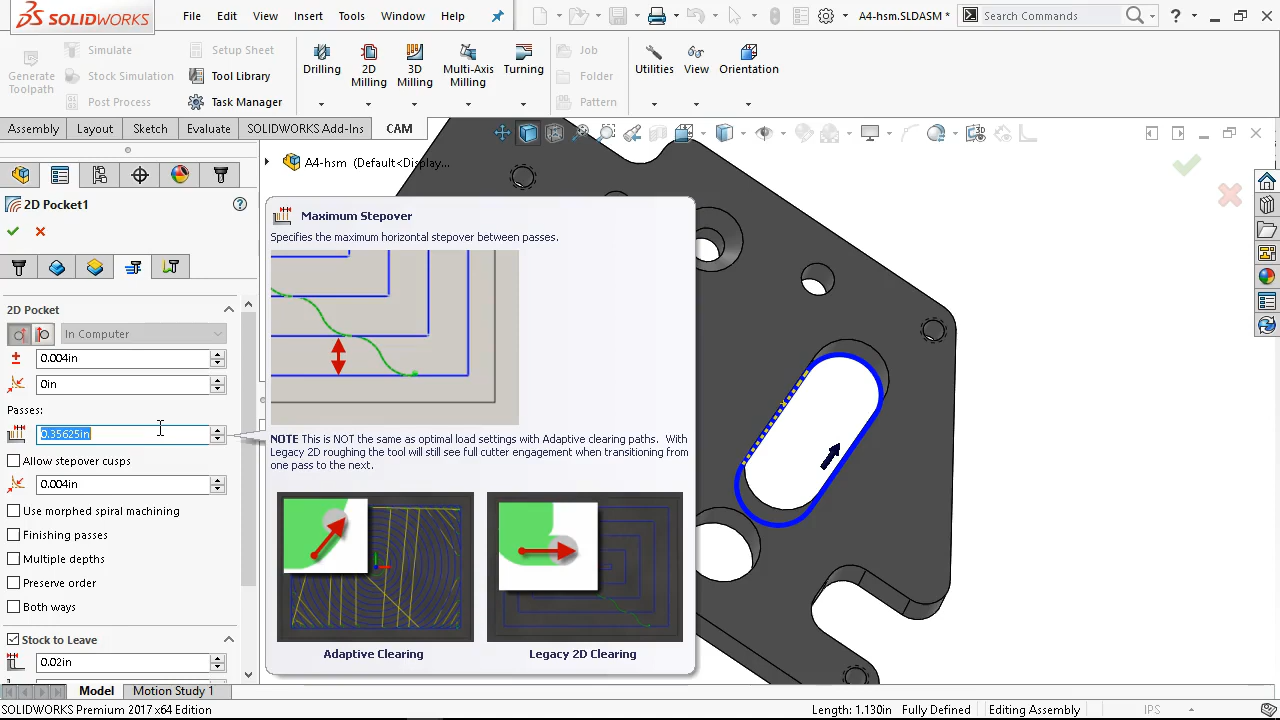 SOLIDWORKS File Edit View Insert Tools Window Help A4-hsm.SLDASM * Search Commands
Generate Toolpath
Simulate
Stock Simulation
Post Process
Setup Sheet
Tool Library
Task Manager
Drilling
2D Milling
3D Milling
Multi-Axis Milling
Turning
Job
Folder
Pattern
Utilities
View
Orientation
Assembly Layout Sketch Evaluate SOLIDWORKS Add-Ins CAM
A4-hsm (Default<Display...
2D Pocket1
2D Pocket
In Computer
0.004in
0in
Passes:
0.35625in
Allow stepover cusps
0.004in
Use morphed spiral machining
Finishing passes
Multiple depths
Preserve order
Both ways
Stock to Leave
0.02in
Maximum Stepover
Specifies the maximum horizontal stepover between passes.
NOTE This is NOT the same as optimal load settings with Adaptive clearing paths. With
Legacy 2D roughing the tool will still see full cutter engagement when transitioning from
one pass to the next.
Adaptive Clearing Legacy 2D Clearing
Model Motion Study 1
SOLIDWORKS Premium 2017 x64 Edition Length: 1.130in Fully Defined Editing Assembly IPS